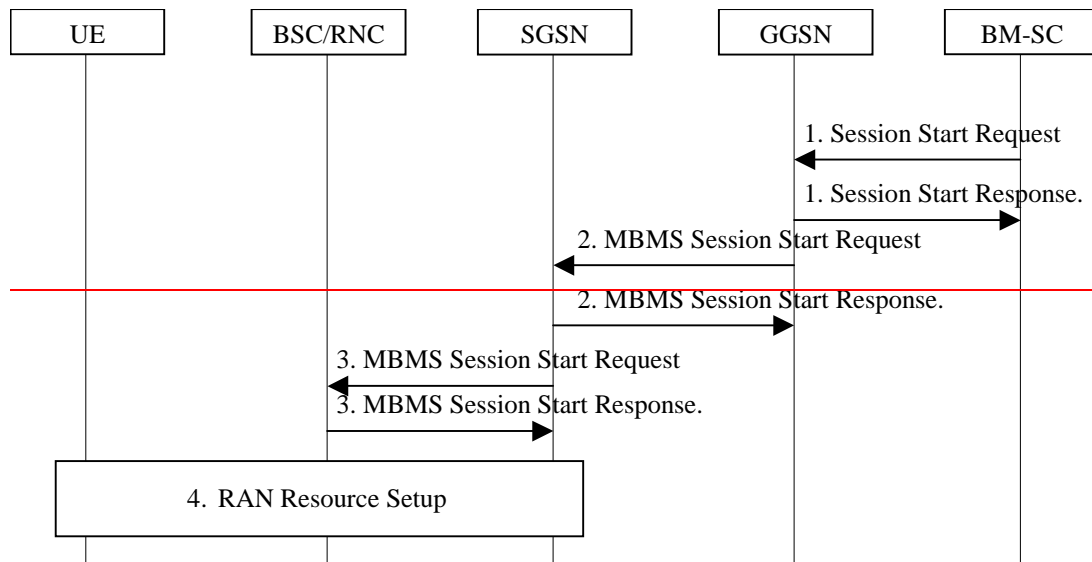 UE
BSC/RNC
SGSN
GGSN
BM-SC
1. Session Start Request
1. Session Start Response.
2. MBMS Session Start Request
2. MBMS Session Start Response.
3. MBMS Session Start Request
3. MBMS Session Start Response.
4. RAN Resource Setup